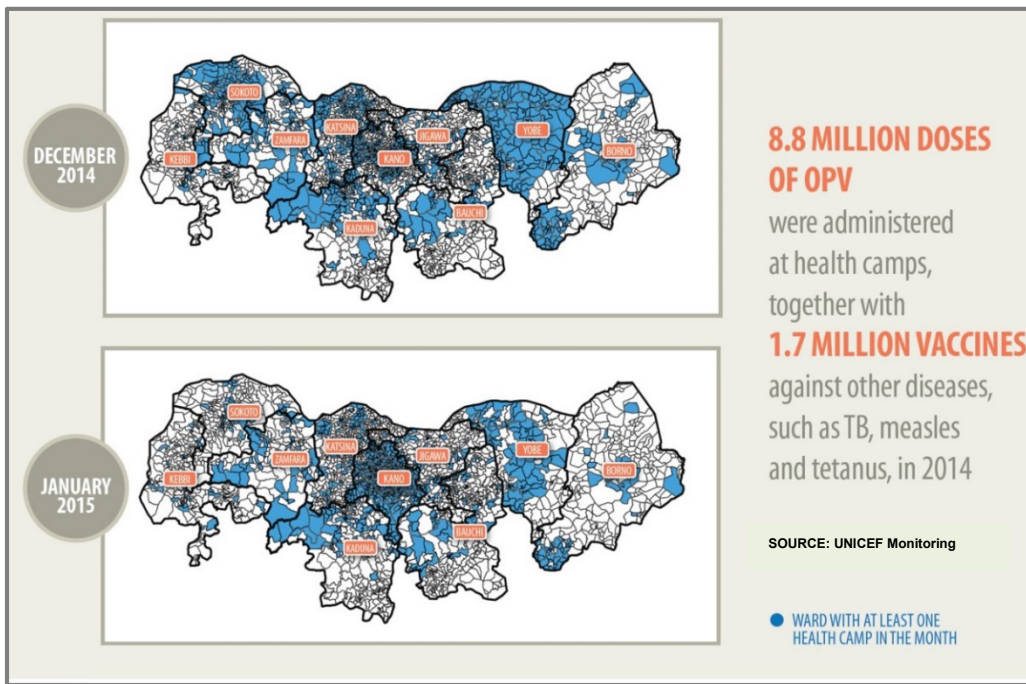 DECEMBER
2014
SOKOTO
KATSINA
JIGAWA
YOBE
ZAMFARA
KANO
KEBBI
BORNO
BAUCHI
KADUNA
JANUARY
2015
SOKOTO
KATSINA
JIGAWA
YOBE
ZAMFARA
KANO
KEBBI
BORNO
BAUCHI
KADUNA
8.8 MILLION DOSES
OF OPV
were administered
at health camps,
together with
1.7 MILLION VACCINES
against other diseases,
such as TB, measles
and tetanus, in 2014
SOURCE: UNICEF Monitoring
WARD WITH AT LEAST ONE
HEALTH CAMP IN THE MONTH